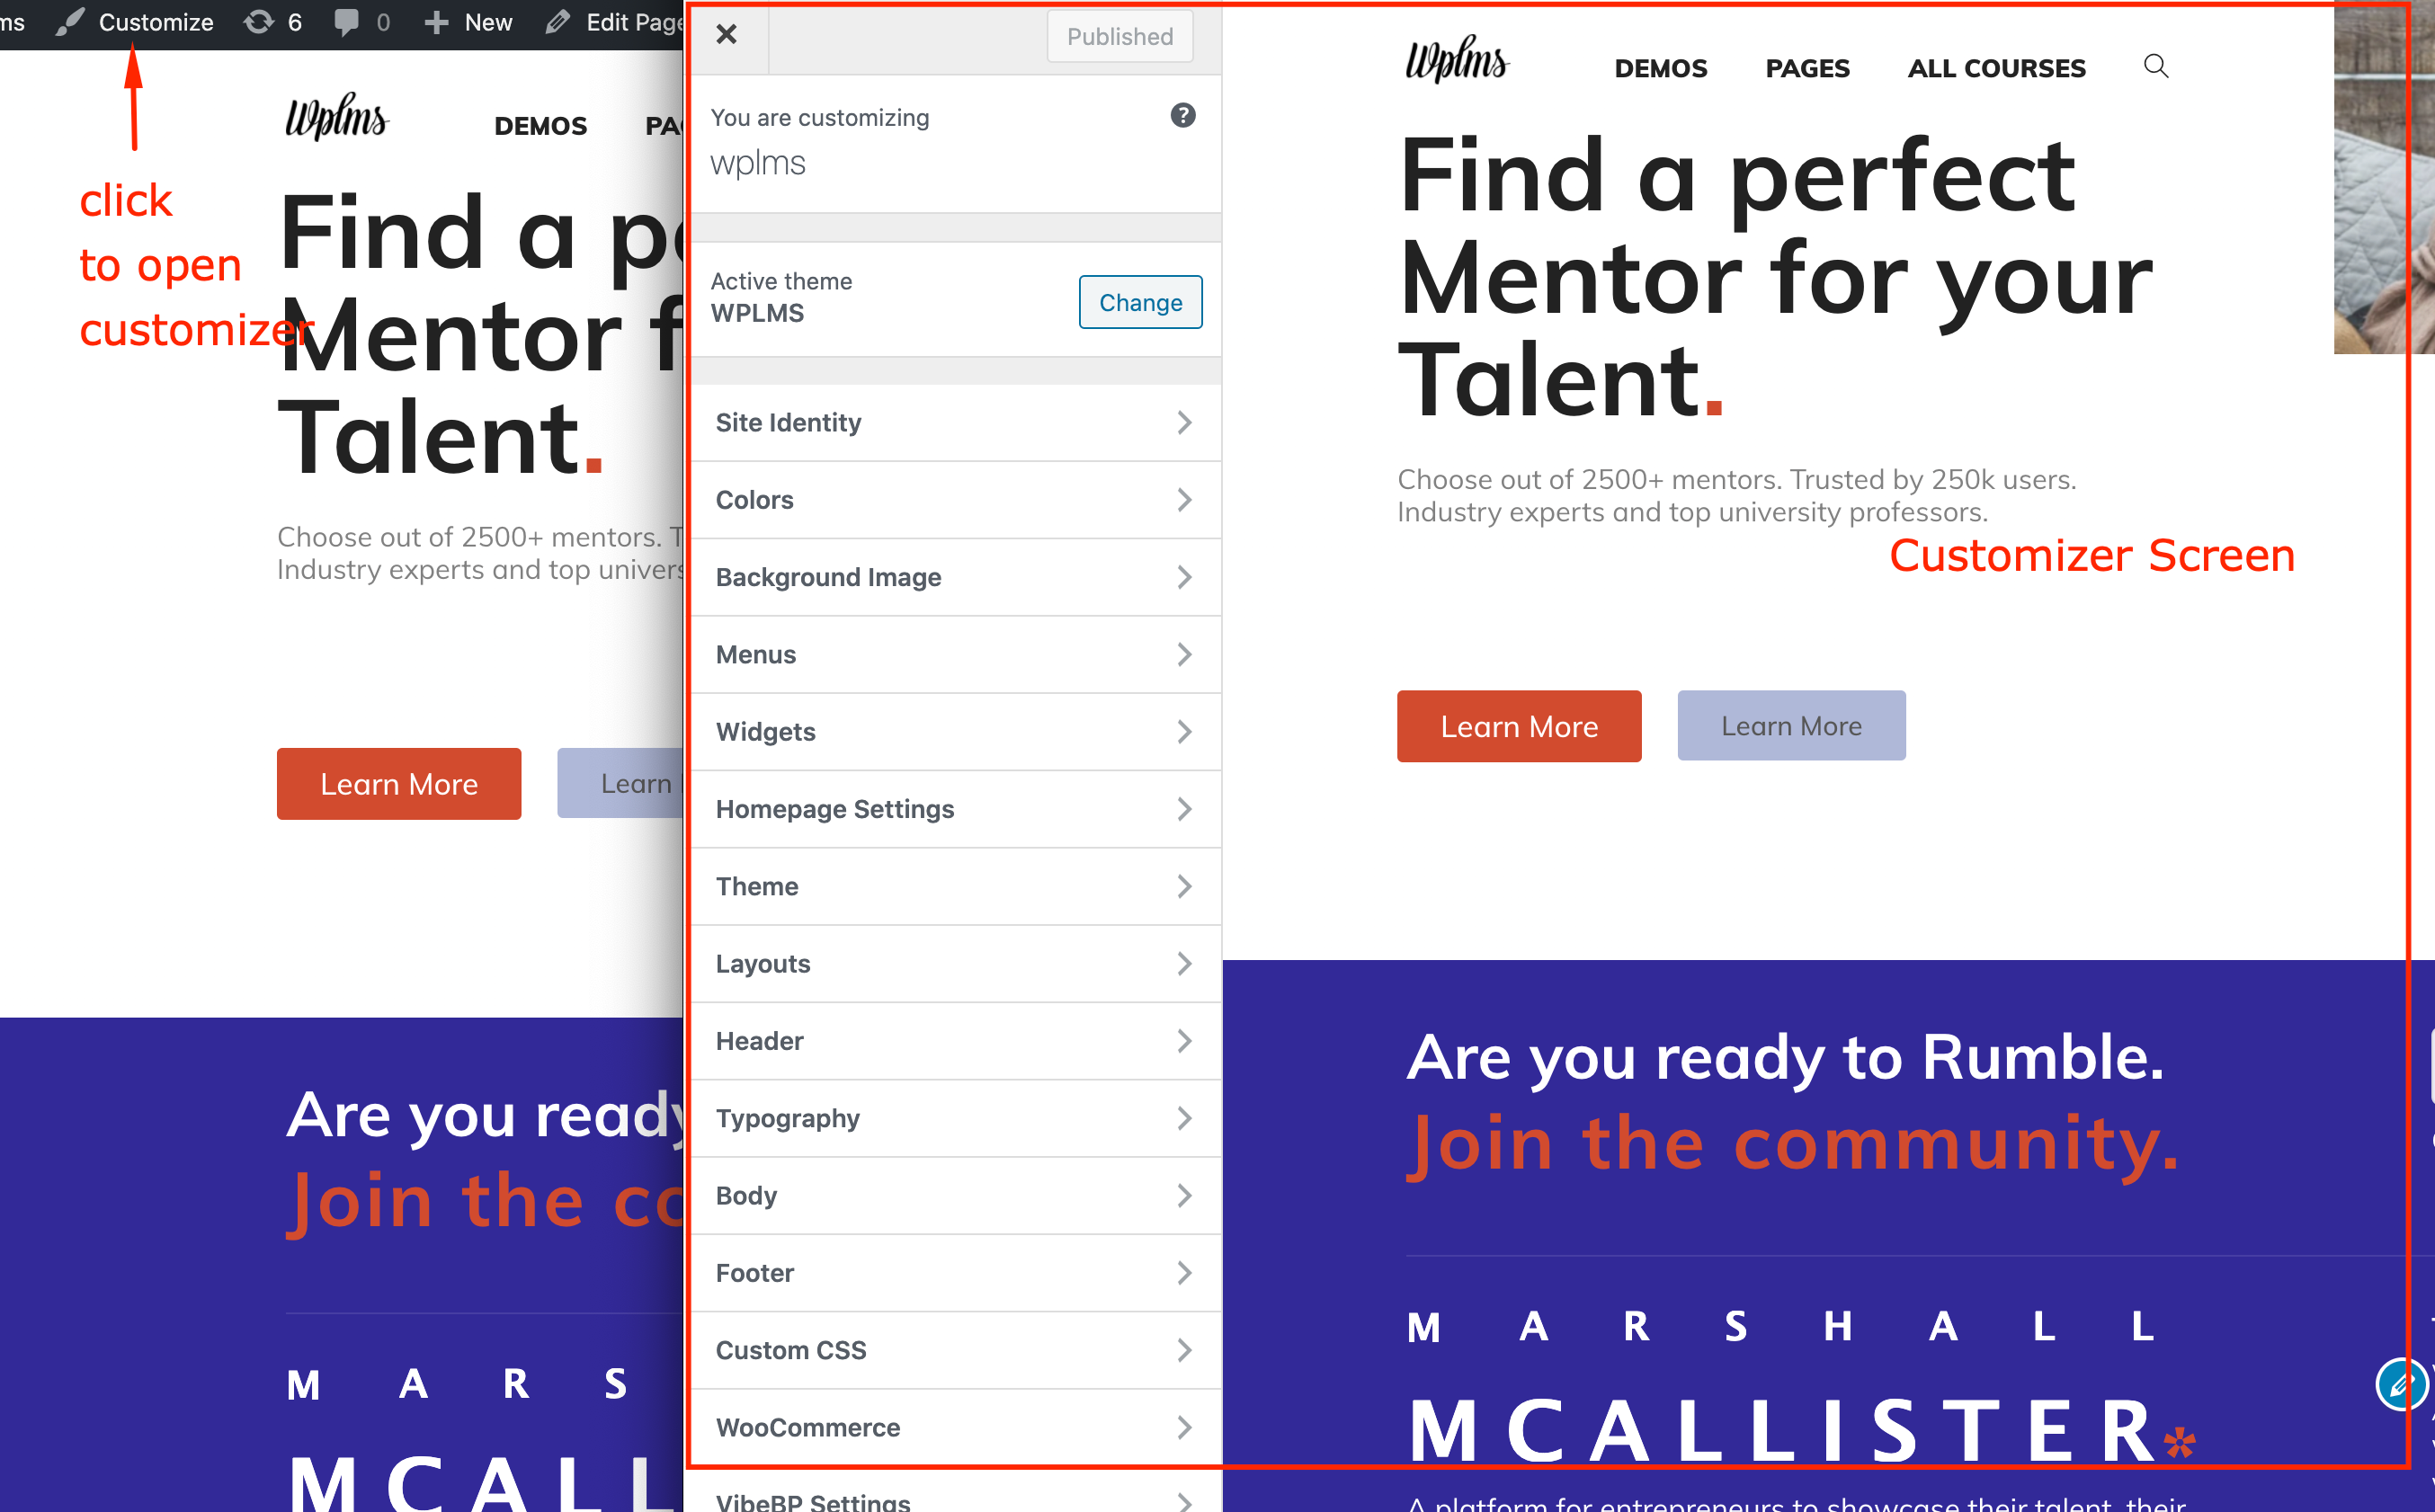 ms Customize 6 0 New Edit Page
click
to open
customizer
Wplms DEMOS PA
Find a pe
Mentor f
Talent.
Choose out of 2500+ mentors. T
Industry experts and top univers
Learn More Learn
Are you ready
Join the co
M A R S
MCALL
Published
You are customizing
wplms
Active theme
WPLMS
Change
Site Identity
Colors
Background Image
Menus
Widgets
Homepage Settings
Theme
Layouts
Header
Typography
Body
Footer
Custom CSS
WooCommerce
VibeBP Settings
Wplms DEMOS PAGES ALL COURSES
Find a perfect
Mentor for your
Talent.
Choose out of 2500+ mentors. Trusted by 250k users.
Industry experts and top university professors.
Customizer Screen
Learn More Learn More
Are you ready to Rumble.
Join the community.
M A R S H A L L
MCALLISTER*
A platform for entrepreneurs to showcase their talent, their